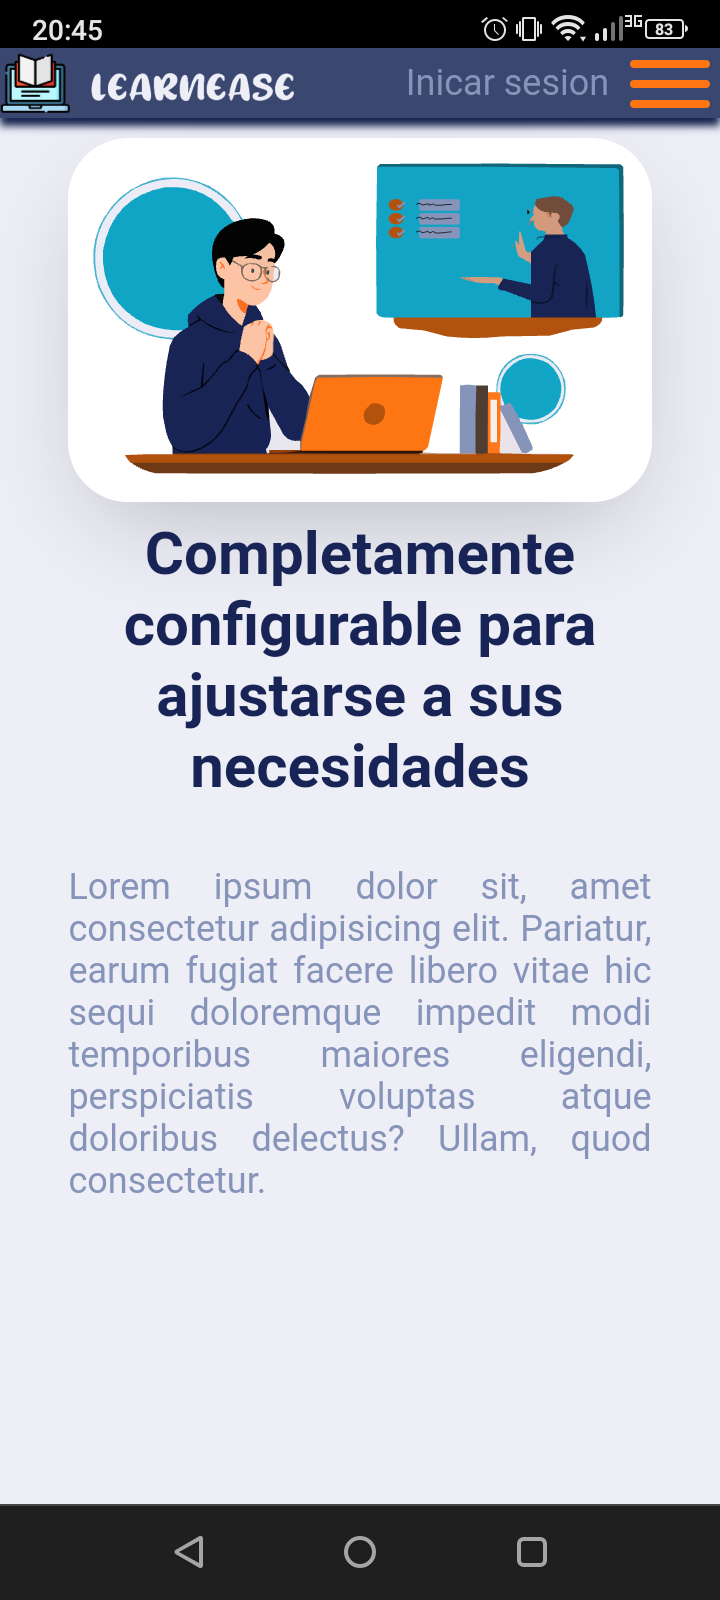 20:45
3G
83
LEARNEASE
Inicar sesion
Completamente
configurable para
ajustarse a sus
necesidades
Lorem ipsum dolor sit, amet
consectetur adipisicing elit. Pariatur,
earum fugiat facere libero vitae hic
sequi doloremque impedit modi
temporibus maiores eligendi,
perspiciatis voluptas atque
doloribus delectus? Ullam, quod
consectetur.